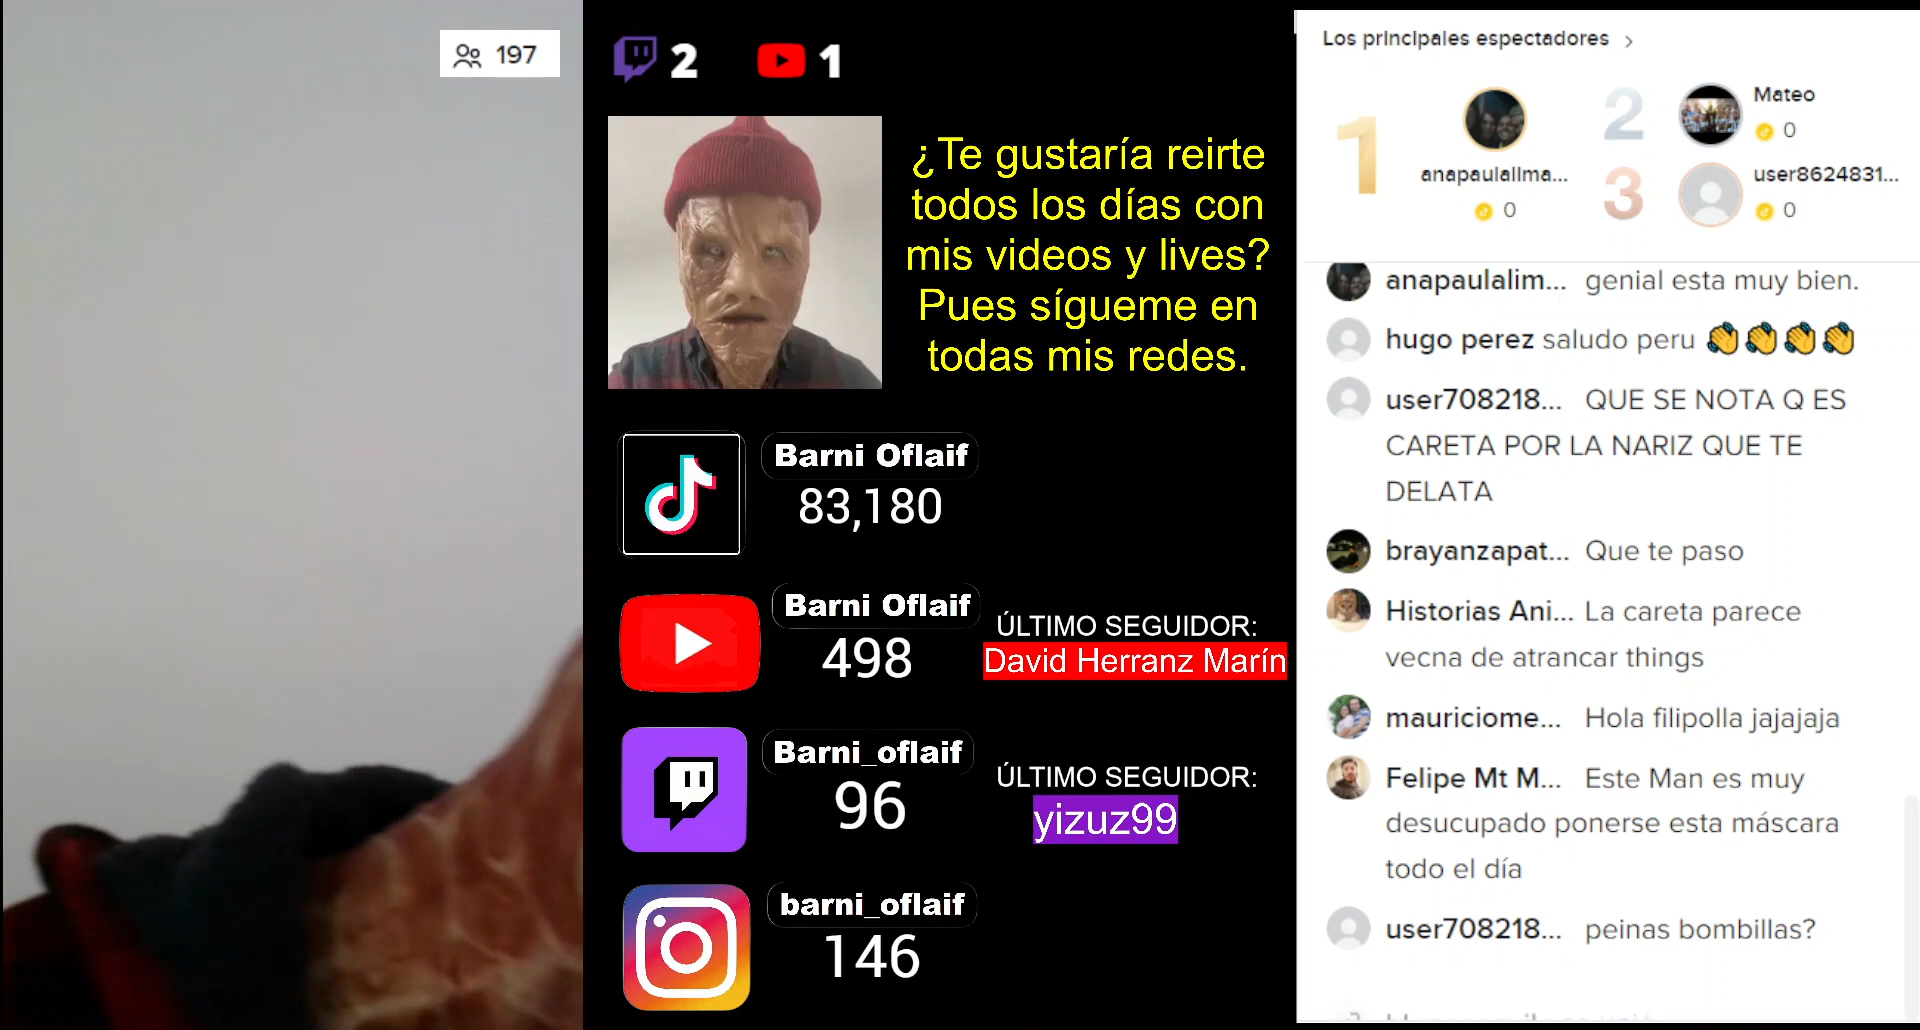 197
2
1
¿Te gustaría reirte
todos los días con
mis videos y lives?
Pues sígueme en
todas mis redes.
Barni Oflaif
83,180
Barni Oflaif
498
ÚLTIMO SEGUIDOR:
David Herranz Marín
Barni_oflaif
96
ÚLTIMO SEGUIDOR:
yizuz99
barni_oflaif
146
Los principales espectadores >
1
anapaulalima...
0
2
Mateo
0
3
user8624831...
0
anapaulalim... genial esta muy bien.
hugo perez saludo peru 👏👏👏👏
user708218... QUE SE NOTA Q ES
CARETA POR LA NARIZ QUE TE
DELATA
brayanzapat... Que te paso
Historias Ani... La careta parece
vecna de atrancar things
mauriciome... Hola filipolla jajajaja
Felipe Mt M... Este Man es muy
desucupado ponerse esta máscara
todo el día
user708218... peinas bombillas?